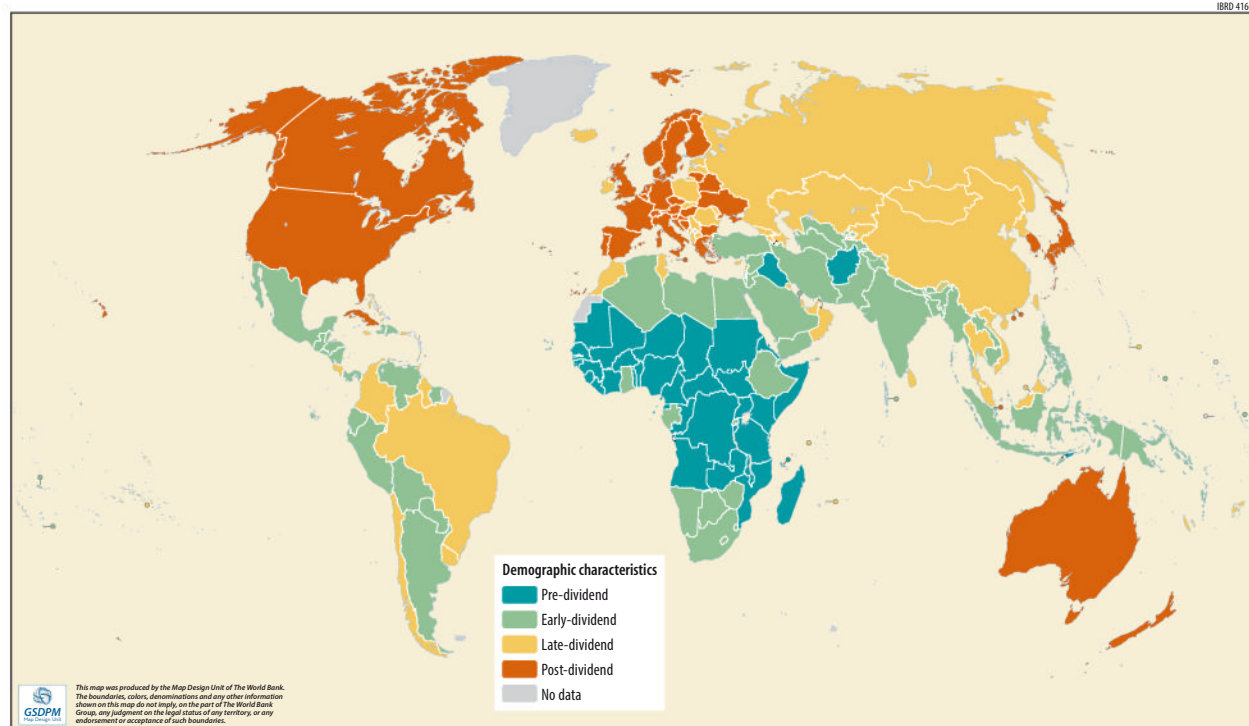 IBRD 416
Demographic characteristics
Pre-dividend
Early-dividend
Late-dividend
Post-dividend
No data
GSDPM
Map Design Unit
This map was produced by the Map Design Unit of The World Bank.
The boundaries, colors, denominations and any other information
shown on this map do not imply, on the part of The World Bank
Group, any judgment on the legal status of any territory, or any
endorsement or acceptance of such boundaries.